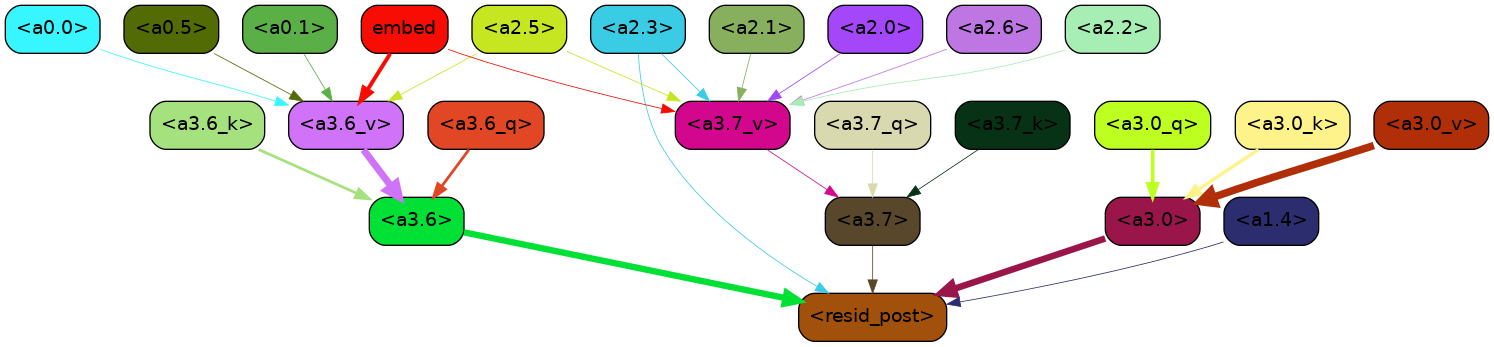 <a0.0> <a0.5> <a0.1> embed <a2.5> <a2.3> <a2.1> <a2.0> <a2.6> <a2.2>
<a3.6_k> <a3.6_v> <a3.6_q> <a3.7_v> <a3.7_q> <a3.7_k> <a3.0_q> <a3.0_k> <a3.0_v>
<a3.6> <a3.7> <a3.0> <a1.4>
<resid_post>